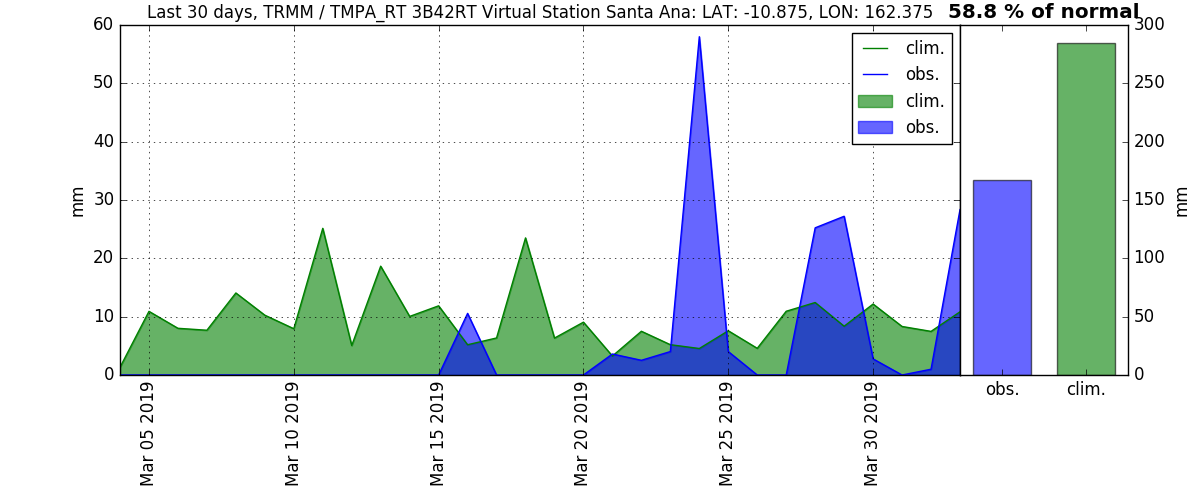 Last 30 days, TRMM / TMPA_RT 3B42RT Virtual Station Santa Ana: LAT: -10.875, LON: 162.375 58.8 % of normal
60
50
40
30
20
10
0
mm
clim.
obs.
clim.
obs.
Mar 05 2019
Mar 10 2019
Mar 15 2019
Mar 20 2019
Mar 25 2019
Mar 30 2019
300
250
200
150
100
50
0
mm
obs.
clim.